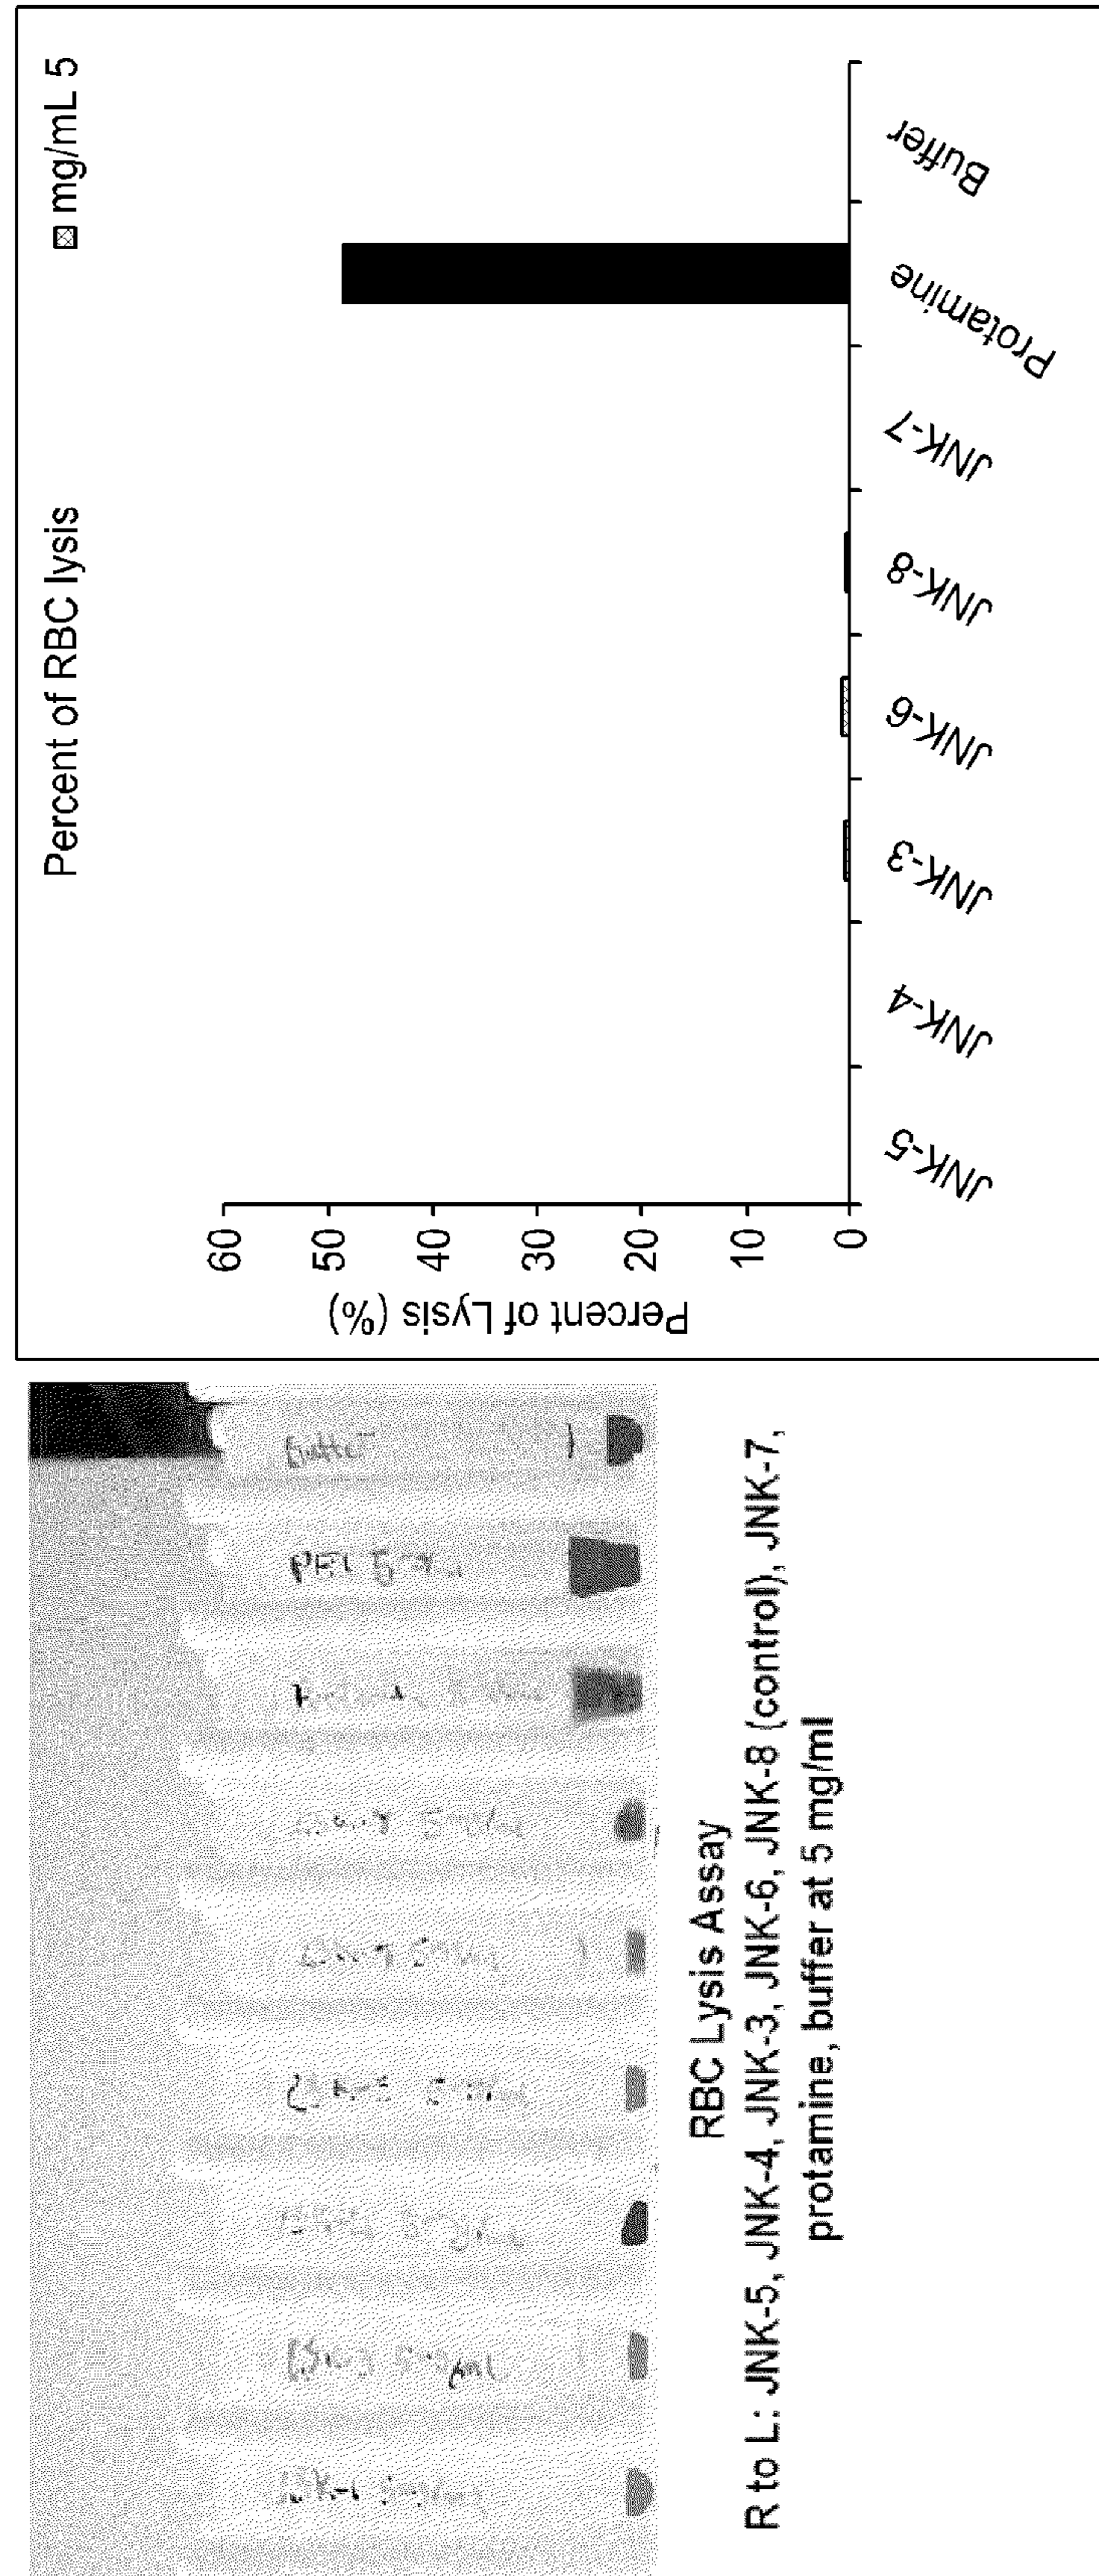 Buffer
RBC Lysis Assay
R to L: JNK-5, JNK-4, JNK-3, JNK-6, JNK-8 (control), JNK-7,
protamine, buffer at 5 mg/ml
Percent of RBC lysis
mg/mL 5
Percent of Lysis (%)
60
50
40
30
20
10
0
JNK-5
JNK-4
JNK-3
JNK-6
JNK-8
JNK-7
Protamine
Buffer